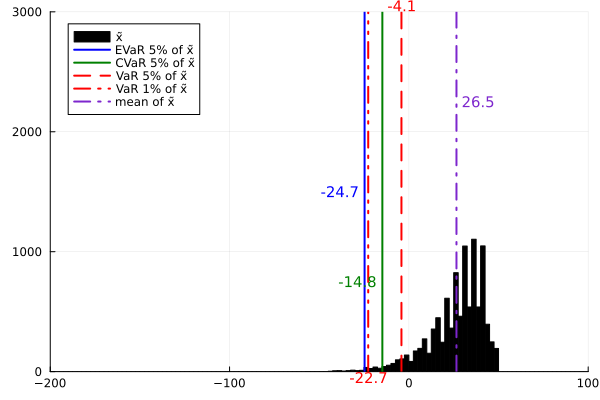 -4.1
3000
x̃
EVaR 5% of x̃
CVaR 5% of x̃
VaR 5% of x̃
VaR 1% of x̃
mean of x̃
26.5
2000
-24.7
1000
-14.8
-22.7
0
−200
−100
0
100